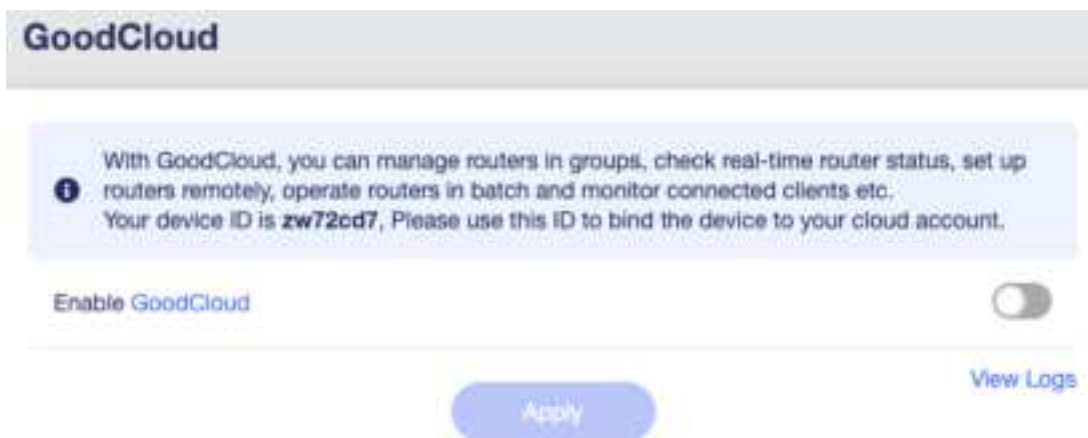 GoodCloud
With GoodCloud, you can manage routers in groups, check real-time router status, set up
routers remotely, operate routers in batch and monitor connected clients etc.
Your device ID is zw72cd7, Please use this ID to bind the device to your cloud account.
Enable GoodCloud
View Logs
Apply